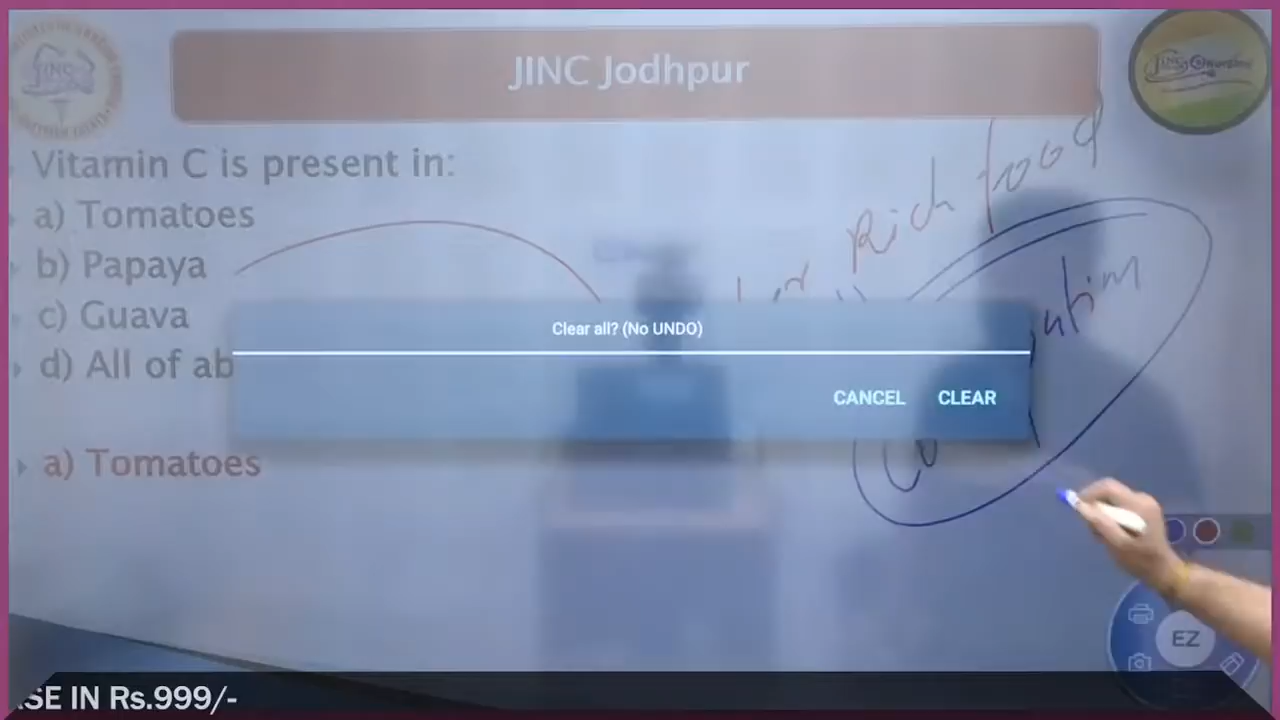 JINC Jodhpur
JINC
Vitamin C is present in:
a) Tomatoes
b) Papaya
c) Guava
d) All of ab
a) Tomatoes
Rich food
Clear all? (No UNDO)
CANCEL CLEAR
EZ
SE IN Rs.999/-